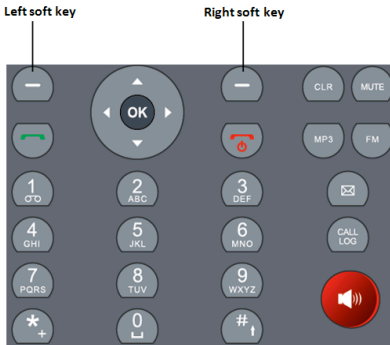 Left soft key
Right soft key
OK
CLR
MUTE
MP3
FM
1
2
ABC
3
DEF
4
GHI
5
JKL
6
MNO
CALL
LOG
7
PQRS
8
TUV
9
WXYZ
*
+
0
#